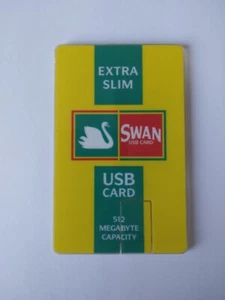 EXTRA
SLIM
SWAN
USB CARD
USB
CARD
512
MEGABYTE
CAPACITY